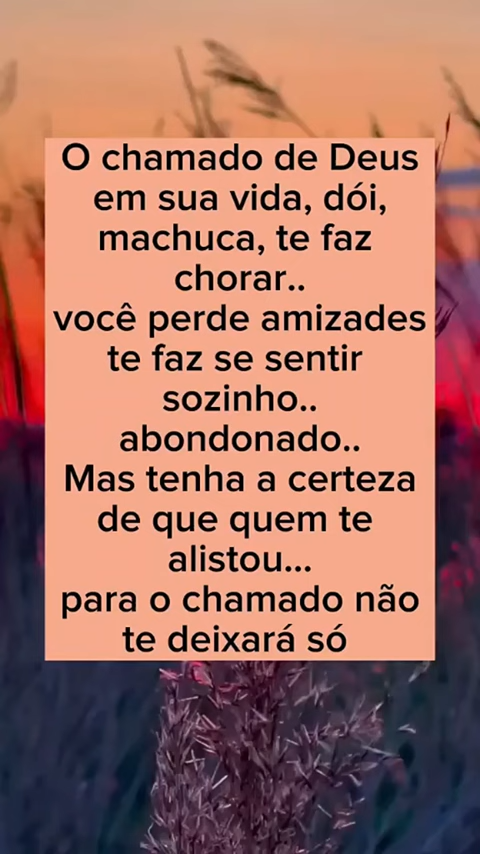 O chamado de Deus
em sua vida, dói,
machuca, te faz
chorar..
você perde amizades
te faz se sentir
sozinho..
abondonado..
Mas tenha a certeza
de que quem te
alistou...
para o chamado não
te deixará só